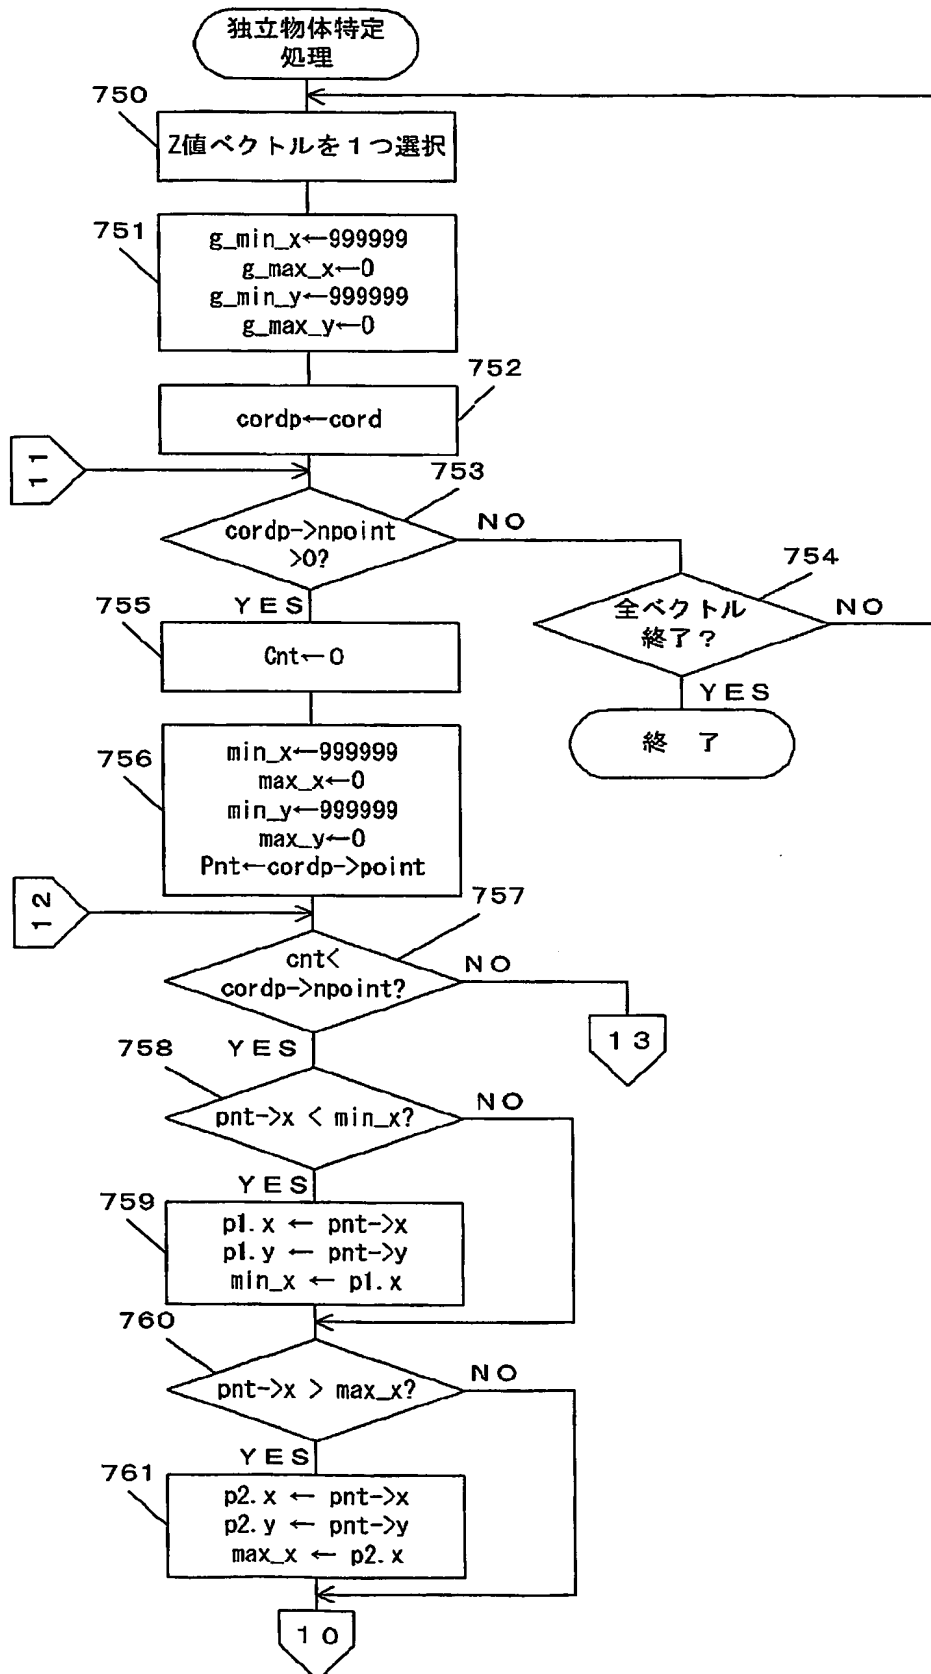 独立物体特定
処理
750
Z値ベクトルを1つ選択
751
g_min_x←999999
g_max_x←0
g_min_y←999999
g_max_y←0
752
cordp←cord
11
753
cordp->npoint
>0?
NO
754
全ベクトル
終了?
NO
YES
755
Cnt←0
YES
終 了
756
min_x←999999
max_x←0
min_y←999999
max_y←0
Pnt←cordp->point
12
757
cnt<
cordp->npoint?
NO
13
YES
758
pnt->x < min_x?
NO
YES
759
p1.x ← pnt->x
p1.y ← pnt->y
min_x ← p1.x
760
pnt->x > max_x?
NO
YES
761
p2.x ← pnt->x
p2.y ← pnt->y
max_x ← p2.x
10